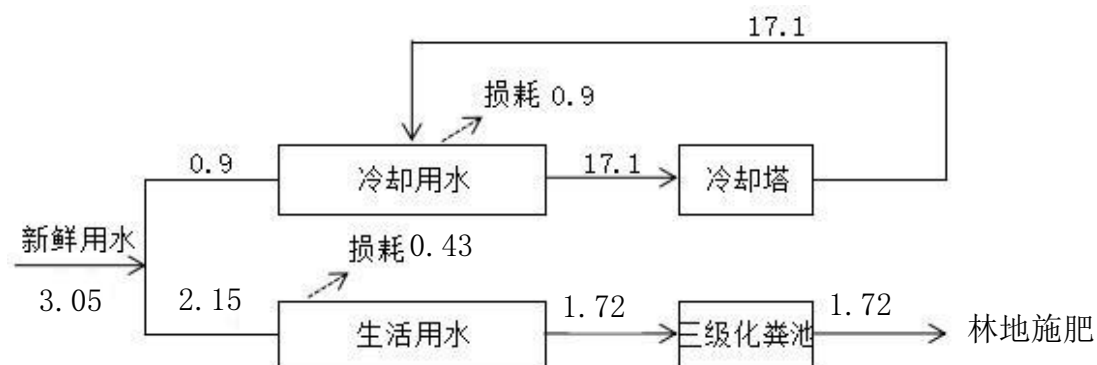 17.1
损耗 0.9
0.9
冷却用水
17.1
冷却塔
新鲜用水
3.05
损耗 0.43
2.15
生活用水
1.72
三级化粪池
1.72
林地施肥